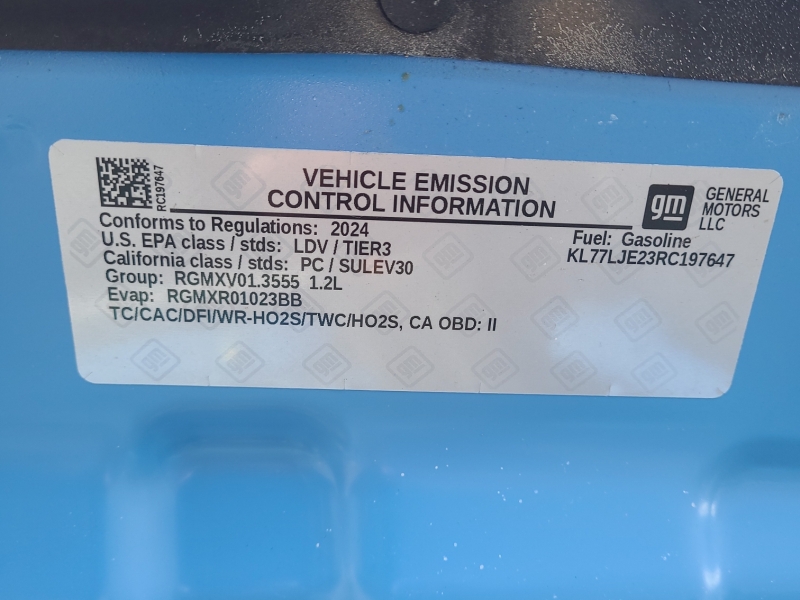 RC197647
VEHICLE EMISSION
CONTROL INFORMATION
gm
GENERAL
MOTORS
LLC
Conforms to Regulations: 2024
U.S. EPA class / stds: LDV / TIER3
California class / stds: PC / SULEV30
Group: RGMXV01.3555 1.2L
Evap: RGMXR01023BB
TC/CAC/DFI/WR-HO2S/TWC/HO2S, CA OBD: II
Fuel: Gasoline
KL77LJE23RC197647